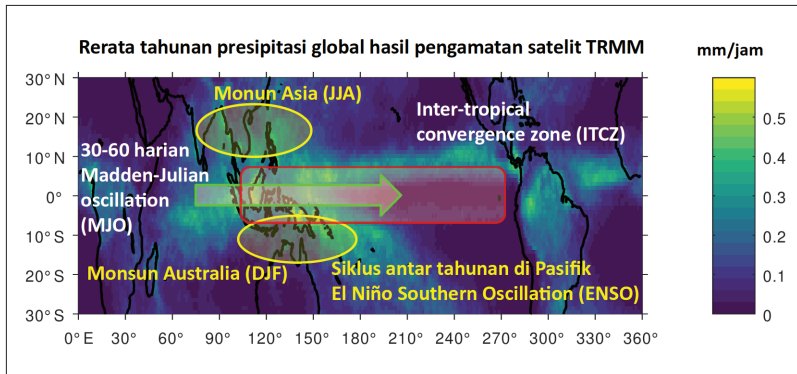 Rerata tahunan presipitasi global hasil pengamatan satelit TRMM
mm/jam
30° N
20° N
10° N
0°
10° S
20° S
30° S
Monun Asia (JJA)
Inter-tropical
convergence zone (ITCZ)
30-60 harian
Madden-Julian
oscillation
(MJO)
Monsun Australia (DJF)
Siklus antar tahunan di Pasifik
El Niño Southern Oscillation (ENSO)
0° E 30° 60° 90° 120° 150° 180° 210° 240° 270° 300° 330° 360°
0.5
0.4
0.3
0.2
0.1
0